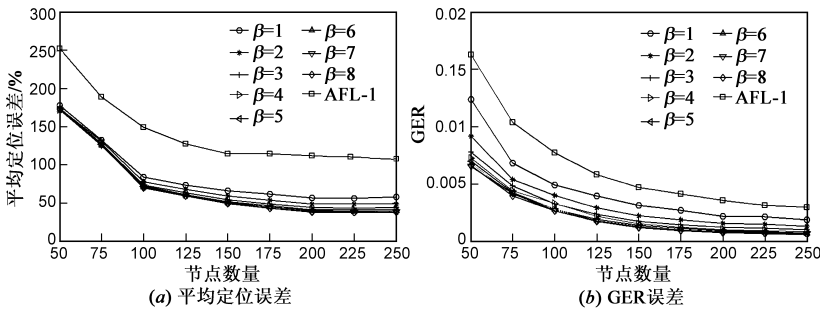 300
250
200
150
100
50
0
平均定位误差/%
β=1
β=2
β=3
β=4
β=5
β=6
β=7
β=8
AFL-1
50 75 100 125 150 175 200 225 250
节点数量
(a) 平均定位误差
0.02
0.15
0.01
0.005
0
GER
β=1
β=2
β=3
β=4
β=5
β=6
β=7
β=8
AFL-1
50 75 100 125 150 175 200 225 250
节点数量
(b) GER误差